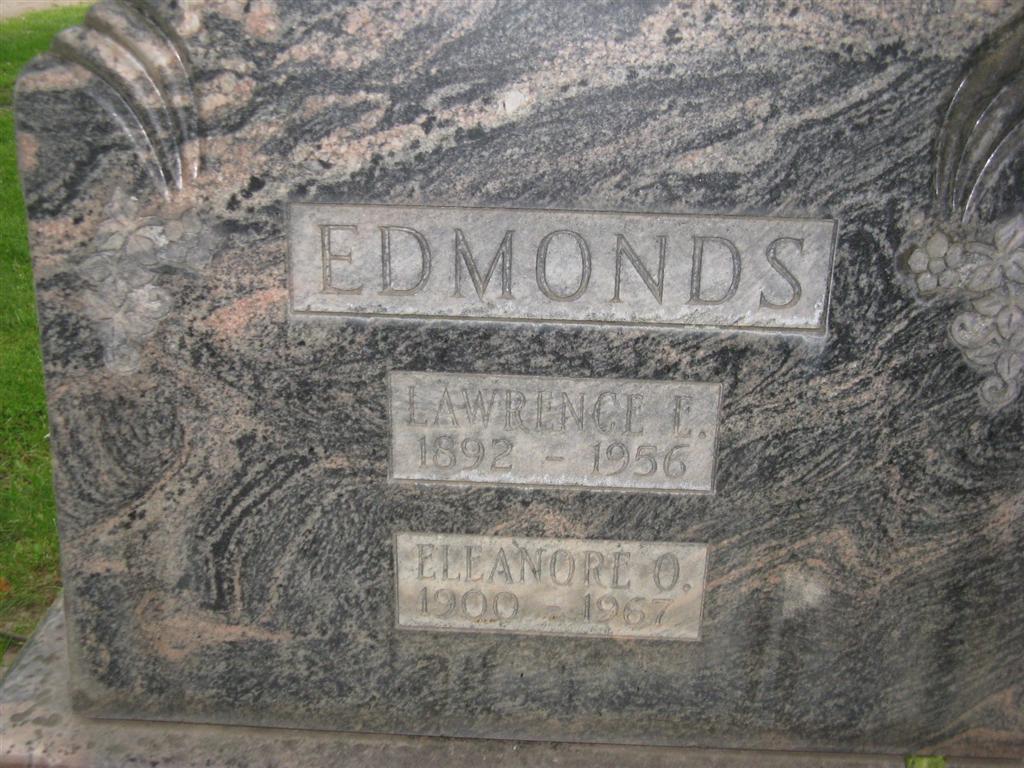 EDMONDS
LAWRENCE E.
1892 - 1956
ELEANORE O.
1900 - 1967